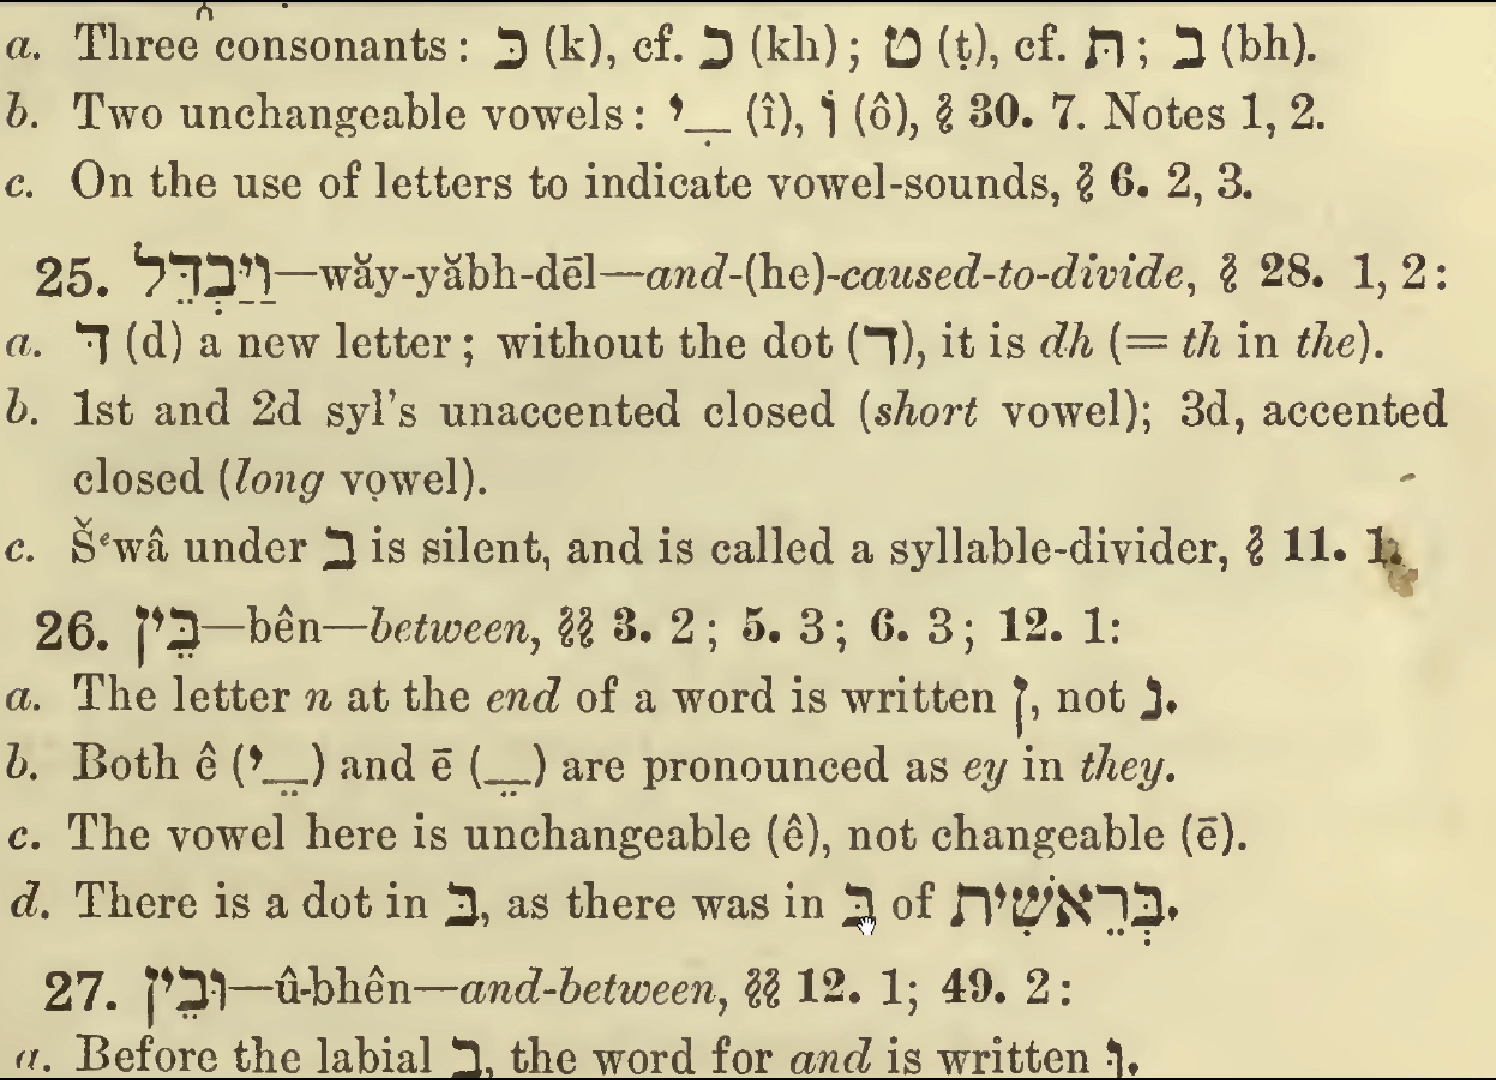 a. Three consonants: כּ (k), cf. כ (kh); ט (ṭ), cf. תּ; ב (bh).
b. Two unchangeable vowels: ־ִי (î), וֹ (ô), § 30. 7. Notes 1, 2.
c. On the use of letters to indicate vowel-sounds, § 6. 2, 3.
25. וַיַּבְדֵּל—wăy-yăbh-dēl—and-(he)-caused-to-divide, § 28. 1, 2:
a. דּ (d) a new letter; without the dot (ד), it is dh (= th in the).
b. 1st and 2d syl's unaccented closed (short vowel); 3d, accented
closed (long vowel).
c. Šᵉwâ under ב is silent, and is called a syllable-divider, § 11. 1.
26. בֵּין—bên—between, §§ 3. 2; 5. 3; 6. 3; 12. 1:
a. The letter n at the end of a word is written ן, not נ.
b. Both ê (־ֵי) and ē (־ֵ) are pronounced as ey in they.
c. The vowel here is unchangeable (ê), not changeable (ē).
d. There is a dot in בּ, as there was in בּ of בְּרֵאשִׁית.
27. וּבֵין—û-bhên—and-between, §§ 12. 1; 49. 2:
a. Before the labial ב, the word for and is written וּ.